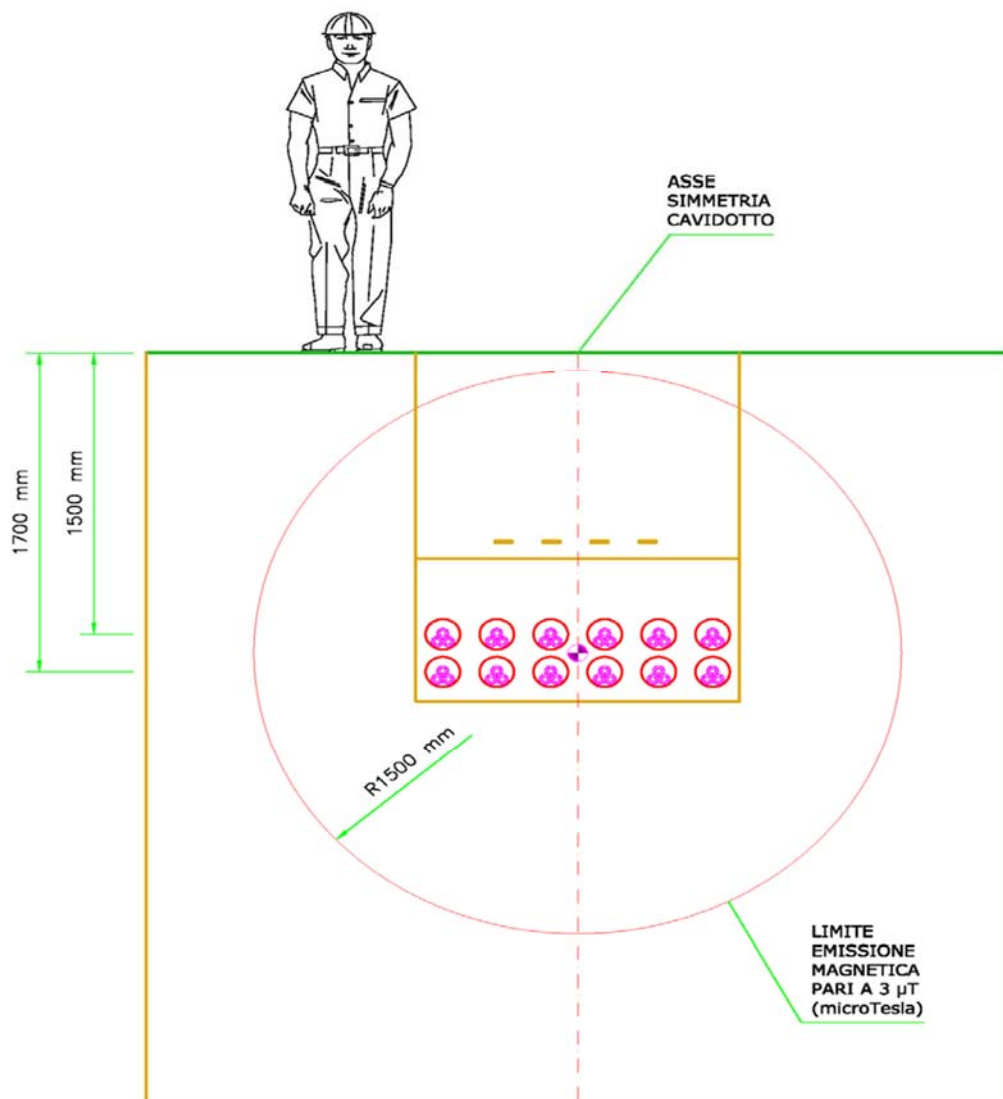 ASSE
SIMMETRIA
CAVIDOTTO
1700 mm
1500 mm
R1500 mm
LIMITE
EMISSIONE
MAGNETICA
PARI A 3 µT
(microTesla)